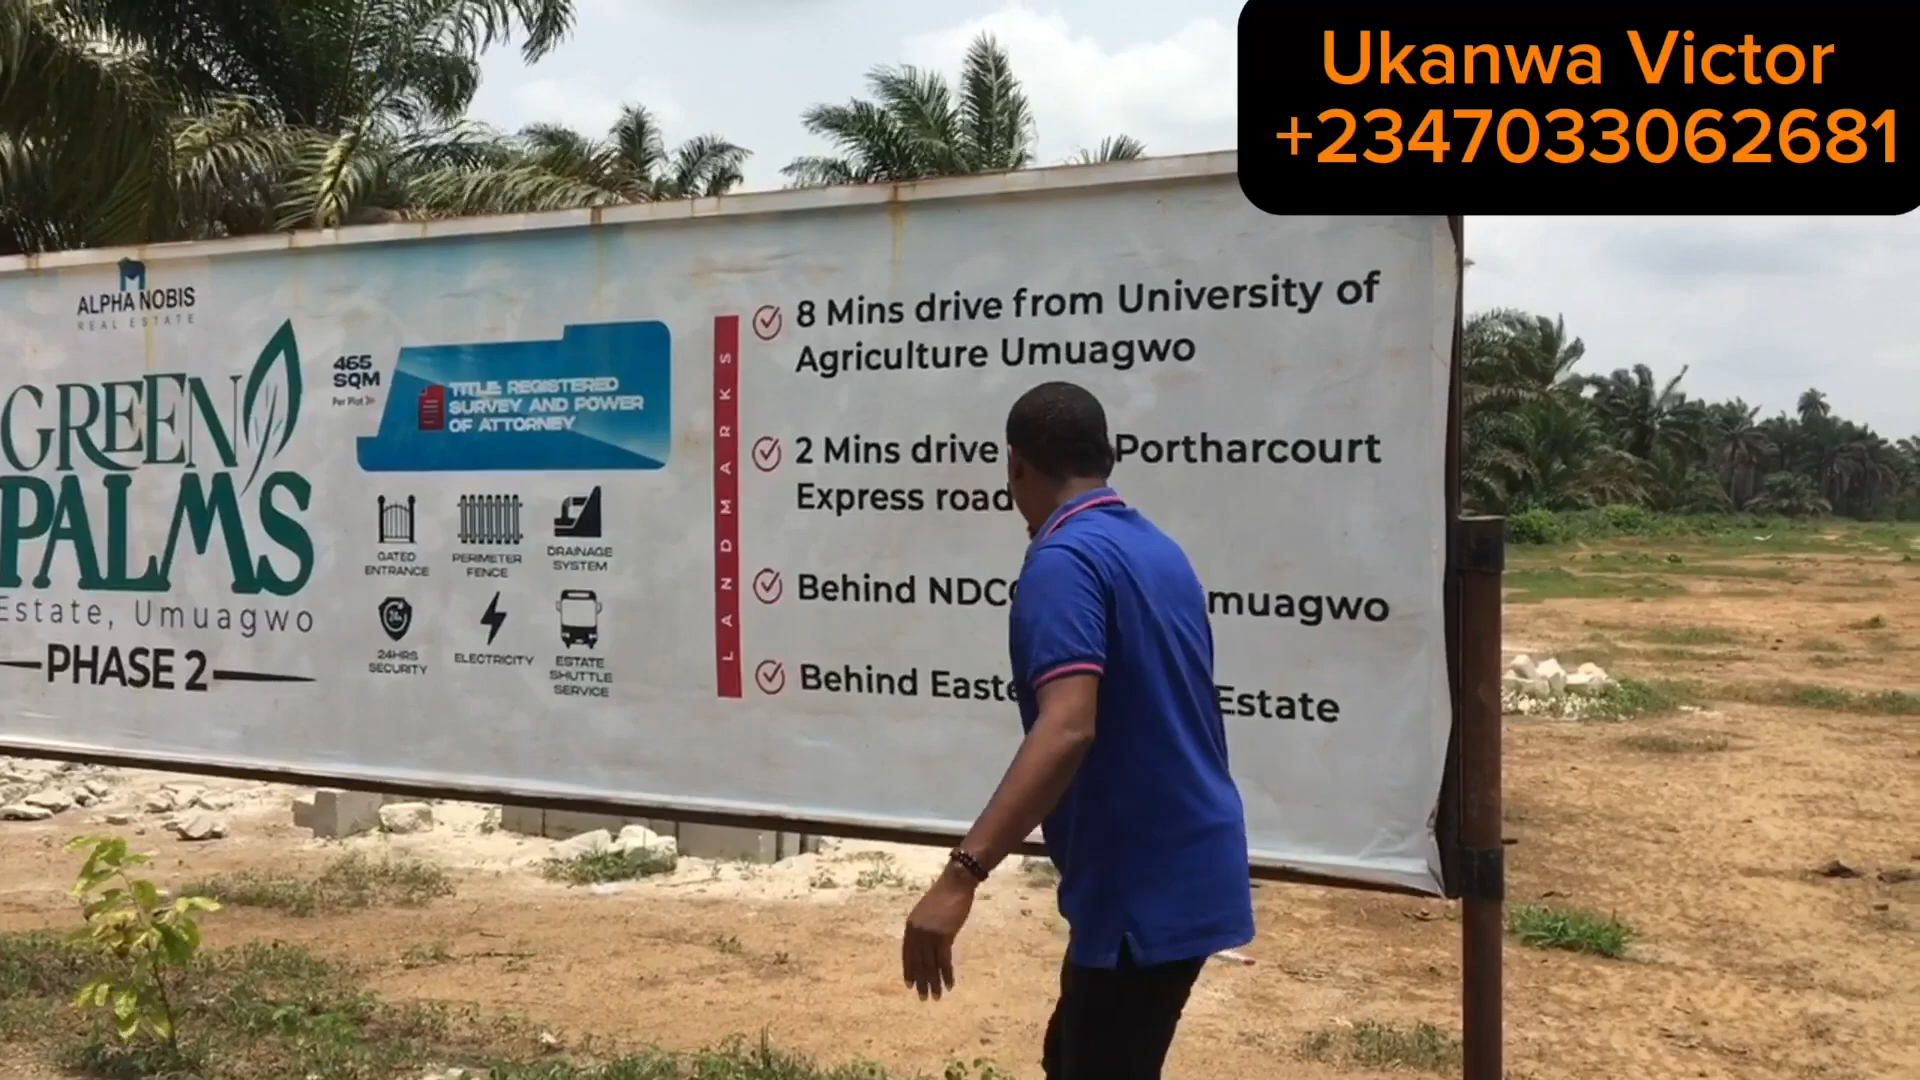 Ukanwa Victor
+2347033062681
ALPHA NOBIS
REAL ESTATE
GREEN
PALMS
Estate, Umuagwo
PHASE 2
465
SQM
Per Plot
TITLE: REGISTERED
SURVEY AND POWER
OF ATTORNEY
GATED
ENTRANCE
PERIMETER
FENCE
DRAINAGE
SYSTEM
24HRS
SECURITY
ELECTRICITY
ESTATE
SHUTTLE
SERVICE
LANDMARKS
8 Mins drive from University of
Agriculture Umuagwo
2 Mins drive Portharcourt
Express road
Behind muagwo
Behind Estate